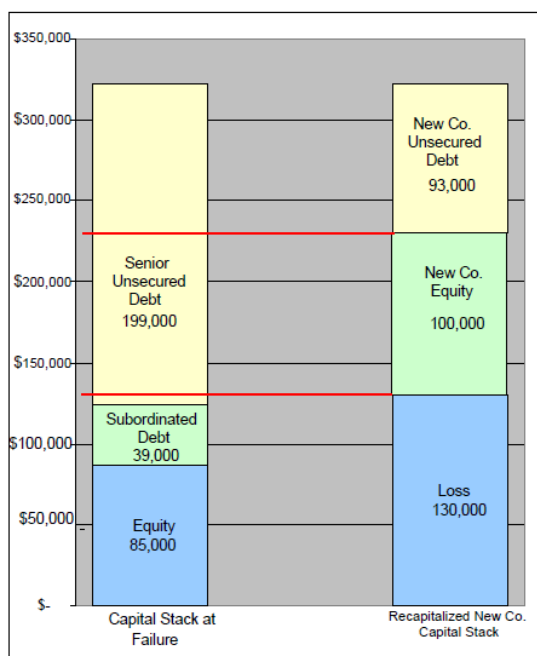 $350,000
$300,000
$250,000
$200,000
$150,000
$100,000
$50,000
$-
Senior
Unsecured
Debt
199,000
Subordinated
Debt
39,000
Equity
85,000
New Co.
Unsecured
Debt
93,000
New Co.
Equity
100,000
Loss
130,000
Capital Stack at
Failure
Recapitalized New Co.
Capital Stack